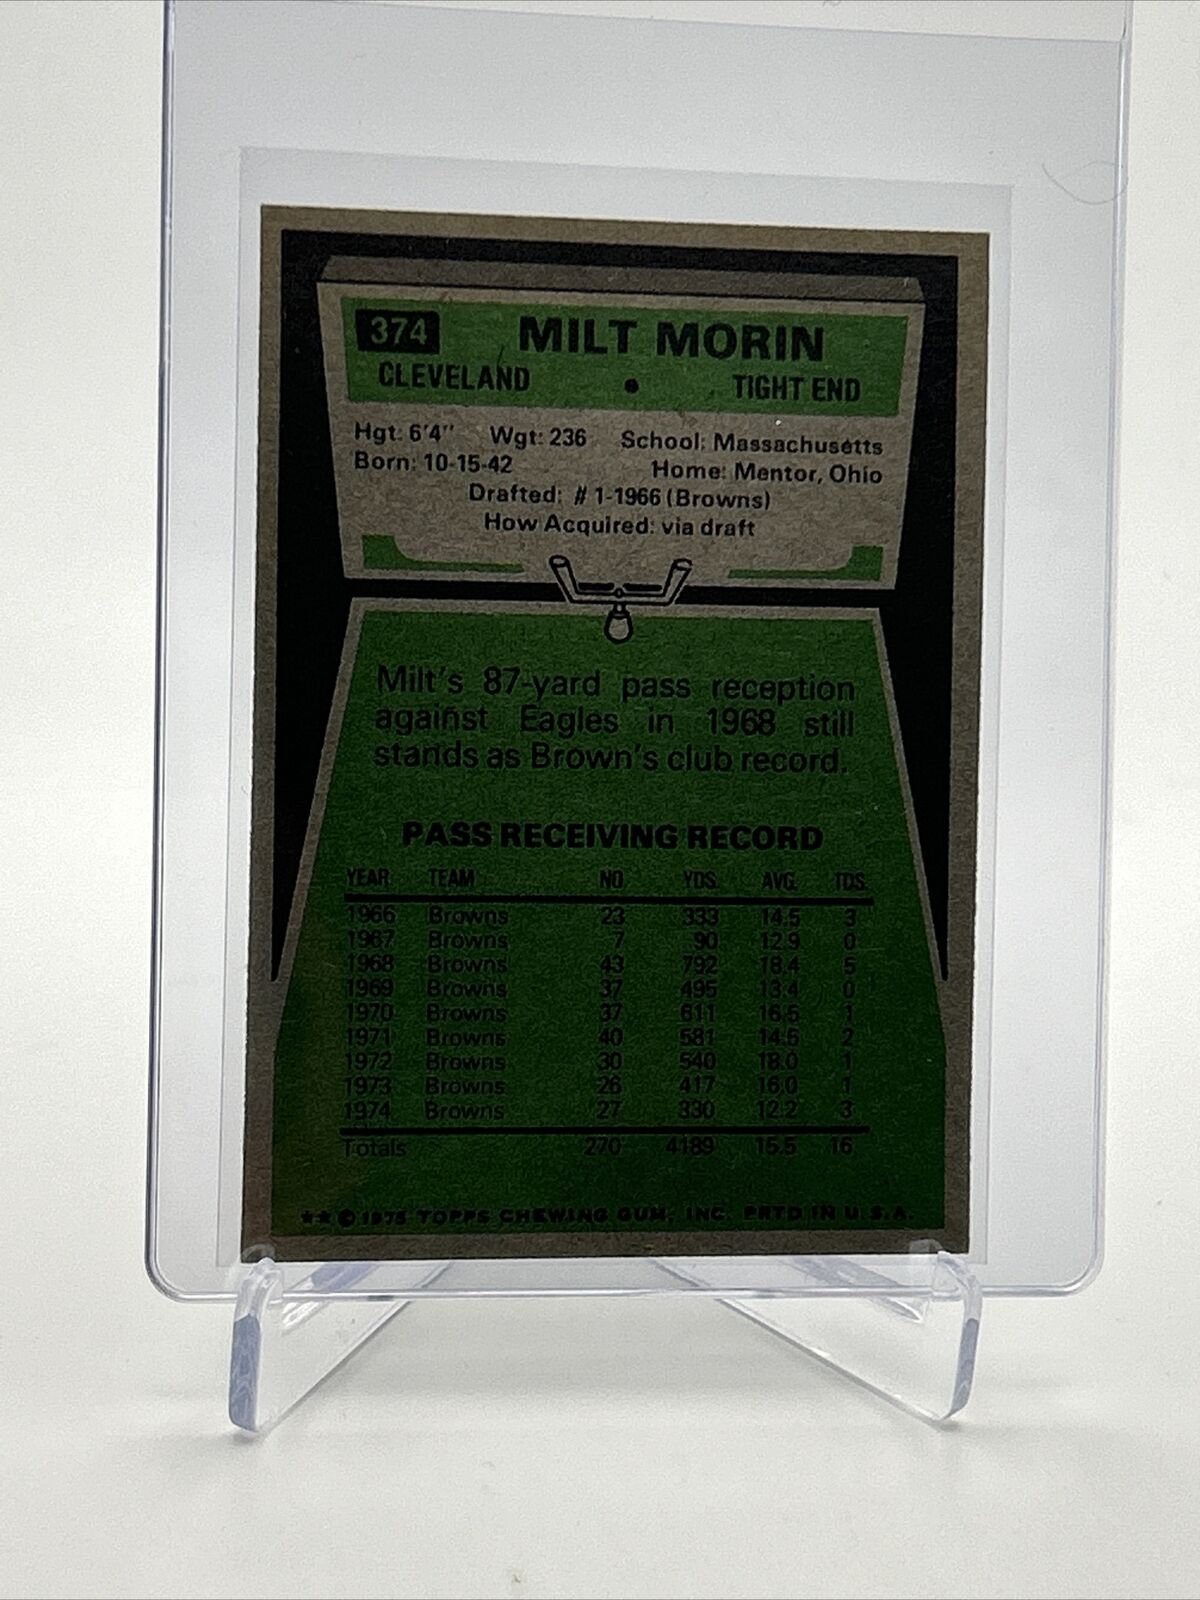 374 MILT MORIN
CLEVELAND • TIGHT END
Hgt: 6'4" Wgt: 236 School: Massachusetts
Born: 10-15-42 Home: Mentor, Ohio
Drafted: # 1-1966 (Browns)
How Acquired: via draft
Milt's 87-yard pass reception
against Eagles in 1968 still
stands as Brown's club record.
PASS RECEIVING RECORD
YEAR TEAM NO YDS. AVG. TDS.
1966 Browns 23 333 14.5 3
1967 Browns 7 90 12.9 0
1968 Browns 43 792 18.4 5
1969 Browns 37 495 13.4 0
1970 Browns 37 611 16.5 1
1971 Browns 40 581 14.5 2
1972 Browns 30 540 18.0 1
1973 Browns 26 417 16.0 1
1974 Browns 27 330 12.2 3
Totals 270 4189 15.5 16
★★ © 1975 TOPPS CHEWING GUM, INC. PRTD IN U.S.A.